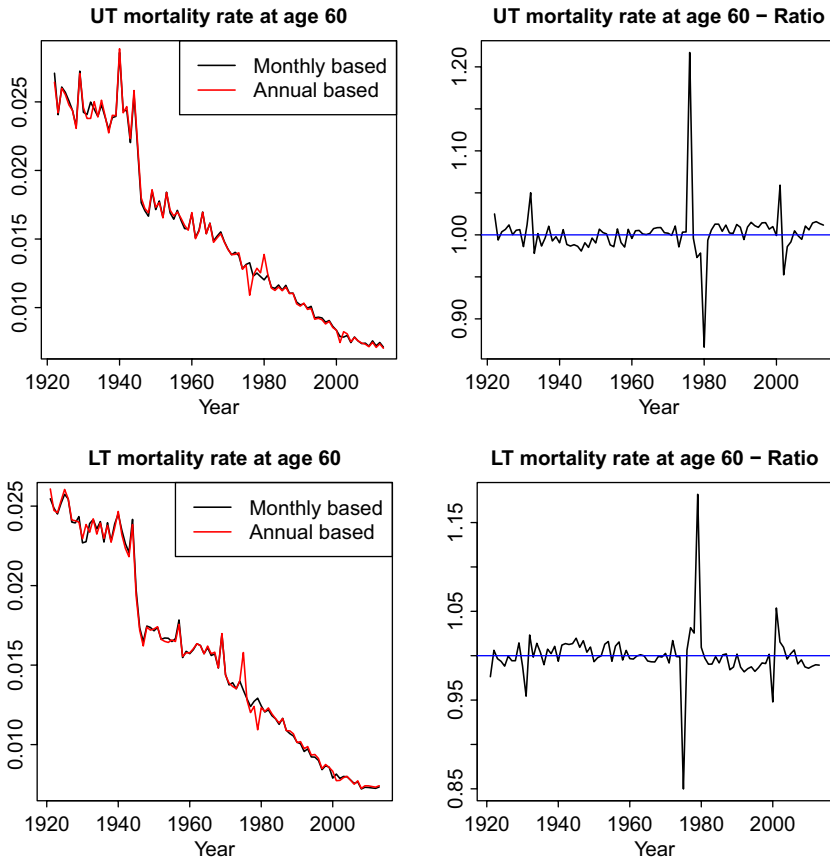 UT mortality rate at age 60
Monthly based
Annual based
0.025
0.020
0.015
0.010
1920 1940 1960 1980 2000
Year
UT mortality rate at age 60 − Ratio
1.20
1.10
1.00
0.90
1920 1940 1960 1980 2000
Year
LT mortality rate at age 60
Monthly based
Annual based
0.025
0.020
0.015
0.010
1920 1940 1960 1980 2000
Year
LT mortality rate at age 60 − Ratio
1.15
1.05
0.95
0.85
1920 1940 1960 1980 2000
Year